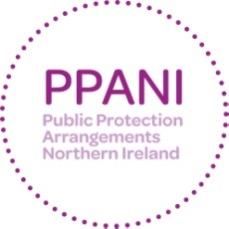 PPANI
Public Protection
Arrangements
Northern Ireland